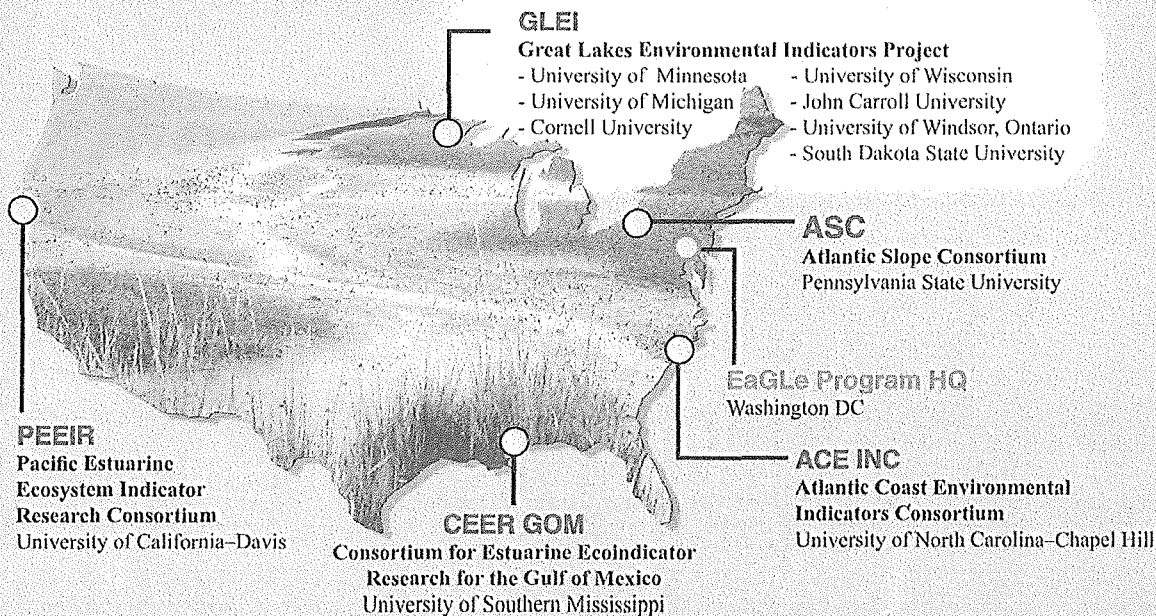 GLEI
Great Lakes Environmental Indicators Project
- University of Minnesota
- University of Michigan
- Cornell University
- University of Wisconsin
- John Carroll University
- University of Windsor, Ontario
- South Dakota State University
ASC
Atlantic Slope Consortium
Pennsylvania State University
EaGLe Program HQ
Washington DC
ACE INC
Atlantic Coast Environmental
Indicators Consortium
University of North Carolina–Chapel Hill
PEEIR
Pacific Estuarine
Ecosystem Indicator
Research Consortium
University of California–Davis
CEER GOM
Consortium for Estuarine Ecoindicator
Research for the Gulf of Mexico
University of Southern Mississippi